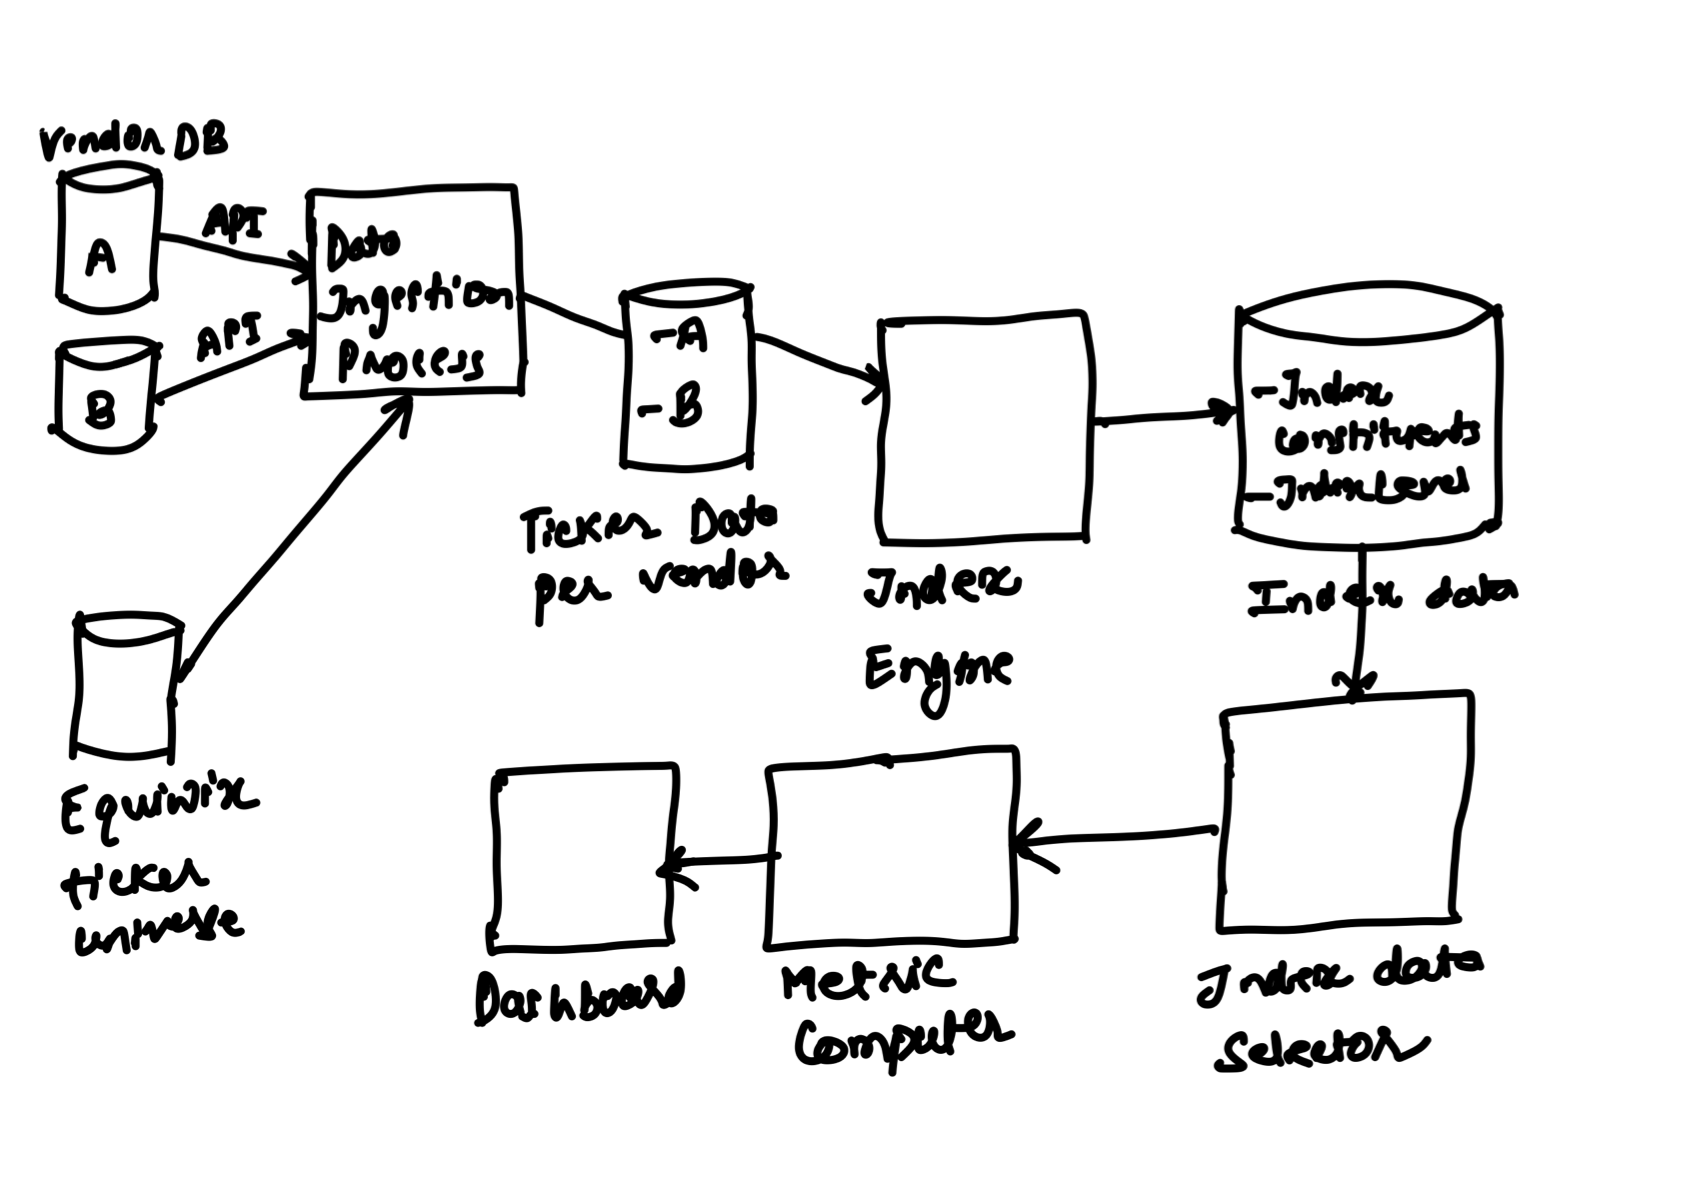 Vendor DB
A
API
B
API
Data
Ingestion
Process
-A
-B
Ticker Data
per vendor
Index
Engine
-Index
constituents
-Index Level
Index data
Equiwix
ticker
universe
Dashboard
Metric
Computer
Index data
Selector